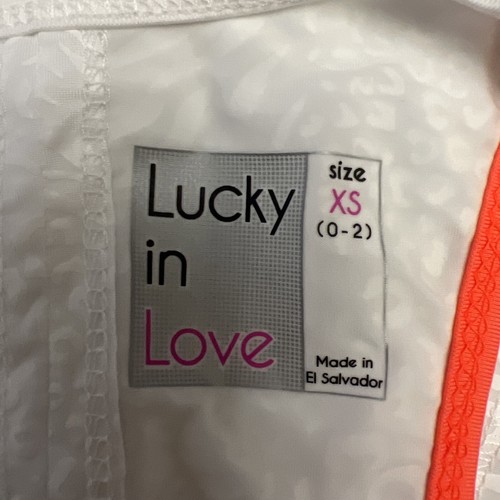 Lucky
in
Love
size
XS
(0-2)
Made in
El Salvador